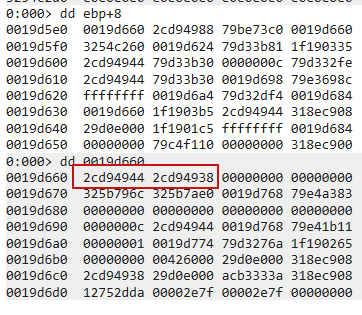 0:000> dd ebp+8
0019d5e0 0019d660 2cd94988 79be73c0 0019d660
0019d5f0 3254c260 0019d624 79d33b81 1f190335
0019d600 2cd94944 79d33b30 0000000c 79d332fe
0019d610 2cd94944 79d33b30 0019d698 79e3698c
0019d620 ffffffff 0019d6a4 79d32df4 0019d684
0019d630 0019d660 1f1903b5 2cd94944 318ec908
0019d640 29d0e000 1f1901c5 ffffffff 0019d684
0019d650 00000000 79c4f110 00000000 318ec900
0:000> dd 0019d660
0019d660 2cd94944 2cd94938 00000000 00000000
0019d670 325b796c 325b7ae0 0019d768 79e4a383
0019d680 00000000 00000000 00000000 00000000
0019d690 0000000c 2cd94944 0019d768 79e41b11
0019d6a0 00000001 0019d774 79d3276a 1f190265
0019d6b0 00000000 00426000 29d0e000 318ec908
0019d6c0 2cd94938 29d0e000 acb3333a 318ec908
0019d6d0 12752dda 00002e7f 00002e7f 00000000